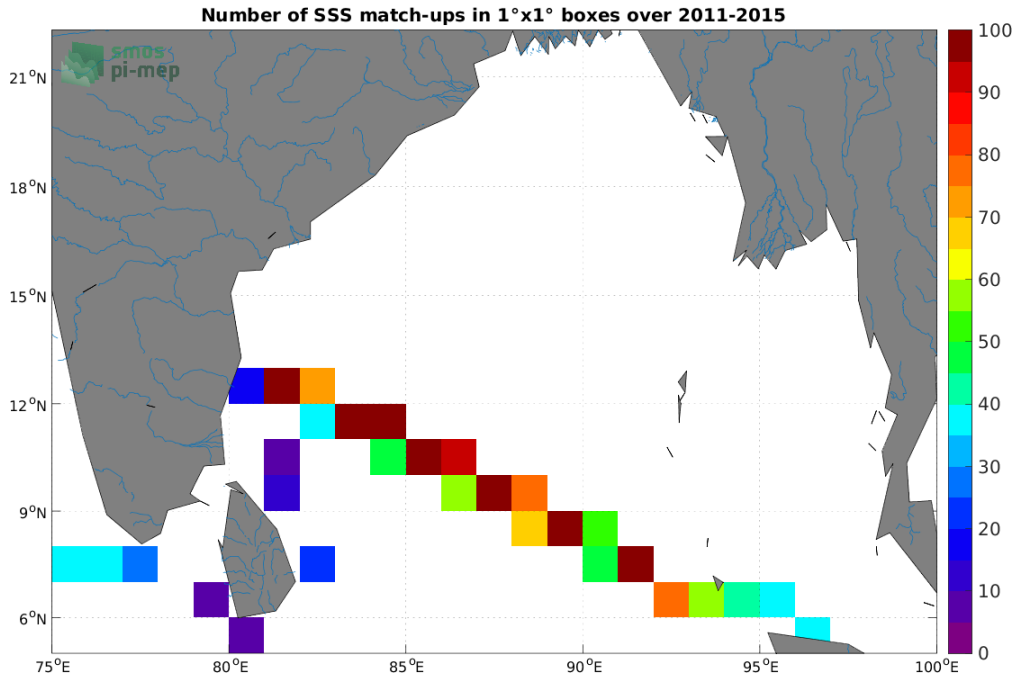 Number of SSS match-ups in 1°x1° boxes over 2011-2015
smos
pi-mep
21°N
18°N
15°N
12°N
9°N
6°N
75°E
80°E
85°E
90°E
95°E
100°E
100
90
80
70
60
50
40
30
20
10
0